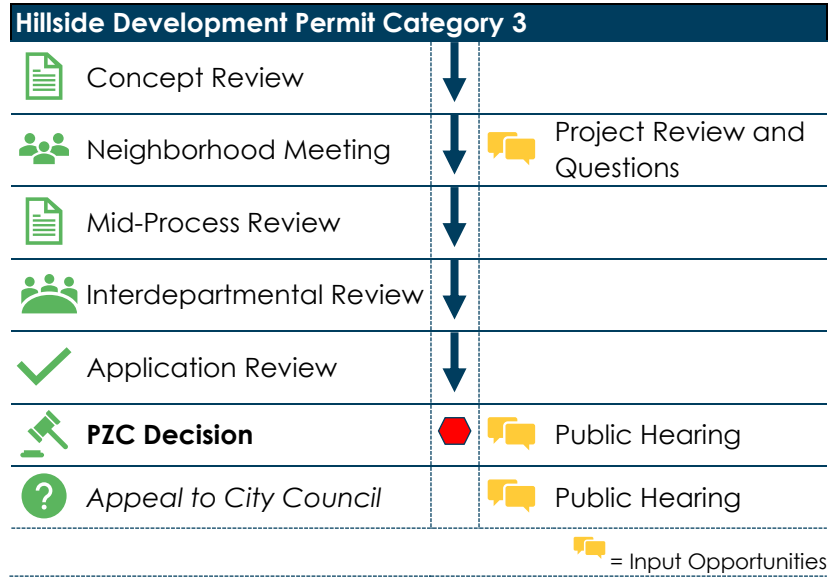 Hillside Development Permit Category 3
Concept Review
Neighborhood Meeting
Project Review and
Questions
Mid-Process Review
Interdepartmental Review
Application Review
PZC Decision
Public Hearing
?
Appeal to City Council
Public Hearing
= Input Opportunities